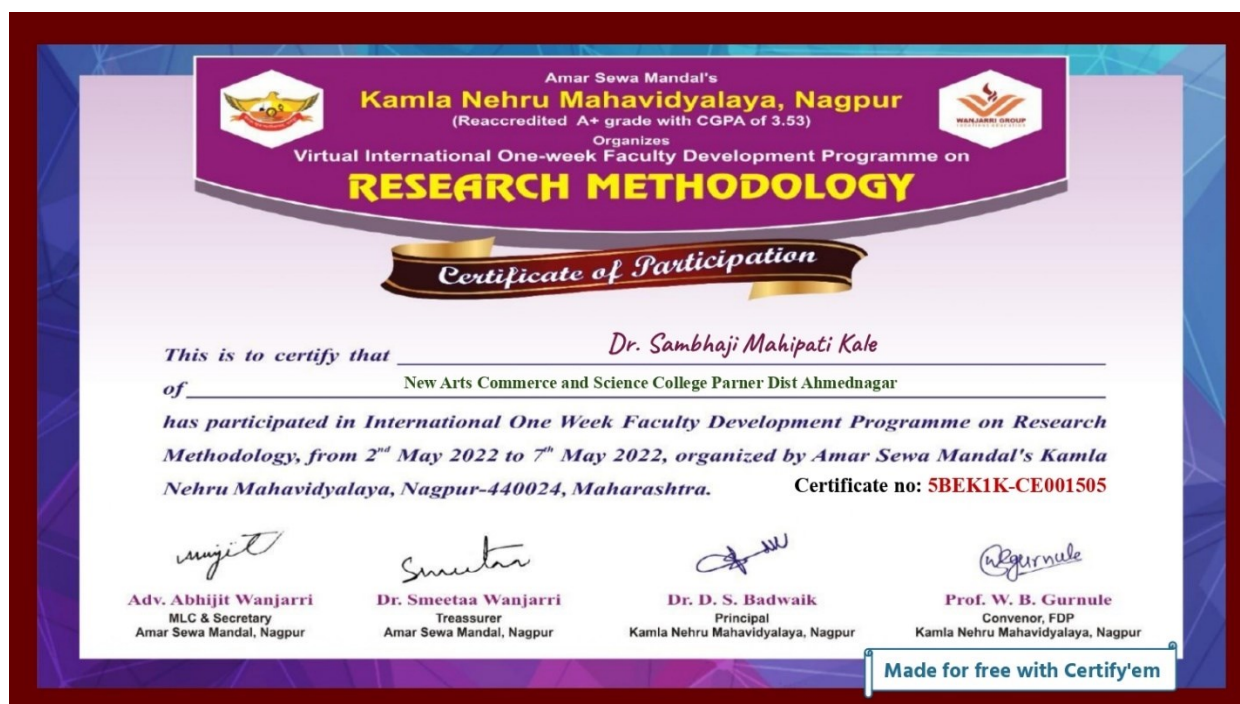 Amar Sewa Mandal's
Kamla Nehru Mahavidyalaya, Nagpur
(Reaccredited A+ grade with CGPA of 3.53)
Organizes
Virtual International One-week Faculty Development Programme on
RESEARCH METHODOLOGY
WANJARRI GROUP
Certificate of Participation
This is to certify that Dr. Sambhaji Mahipati Kale
of New Arts Commerce and Science College Parner Dist Ahmednagar
has participated in International One Week Faculty Development Programme on Research
Methodology, from 2nd May 2022 to 7th May 2022, organized by Amar Sewa Mandal's Kamla
Nehru Mahavidyalaya, Nagpur-440024, Maharashtra. Certificate no: 5BEK1K-CE001505
Adv. Abhijit Wanjarri
MLC & Secretary
Amar Sewa Mandal, Nagpur
Dr. Smeetaa Wanjarri
Treassurer
Amar Sewa Mandal, Nagpur
Dr. D. S. Badwaik
Principal
Kamla Nehru Mahavidyalaya, Nagpur
Prof. W. B. Gurnule
Convenor, FDP
Kamla Nehru Mahavidyalaya, Nagpur
Made for free with Certify'em